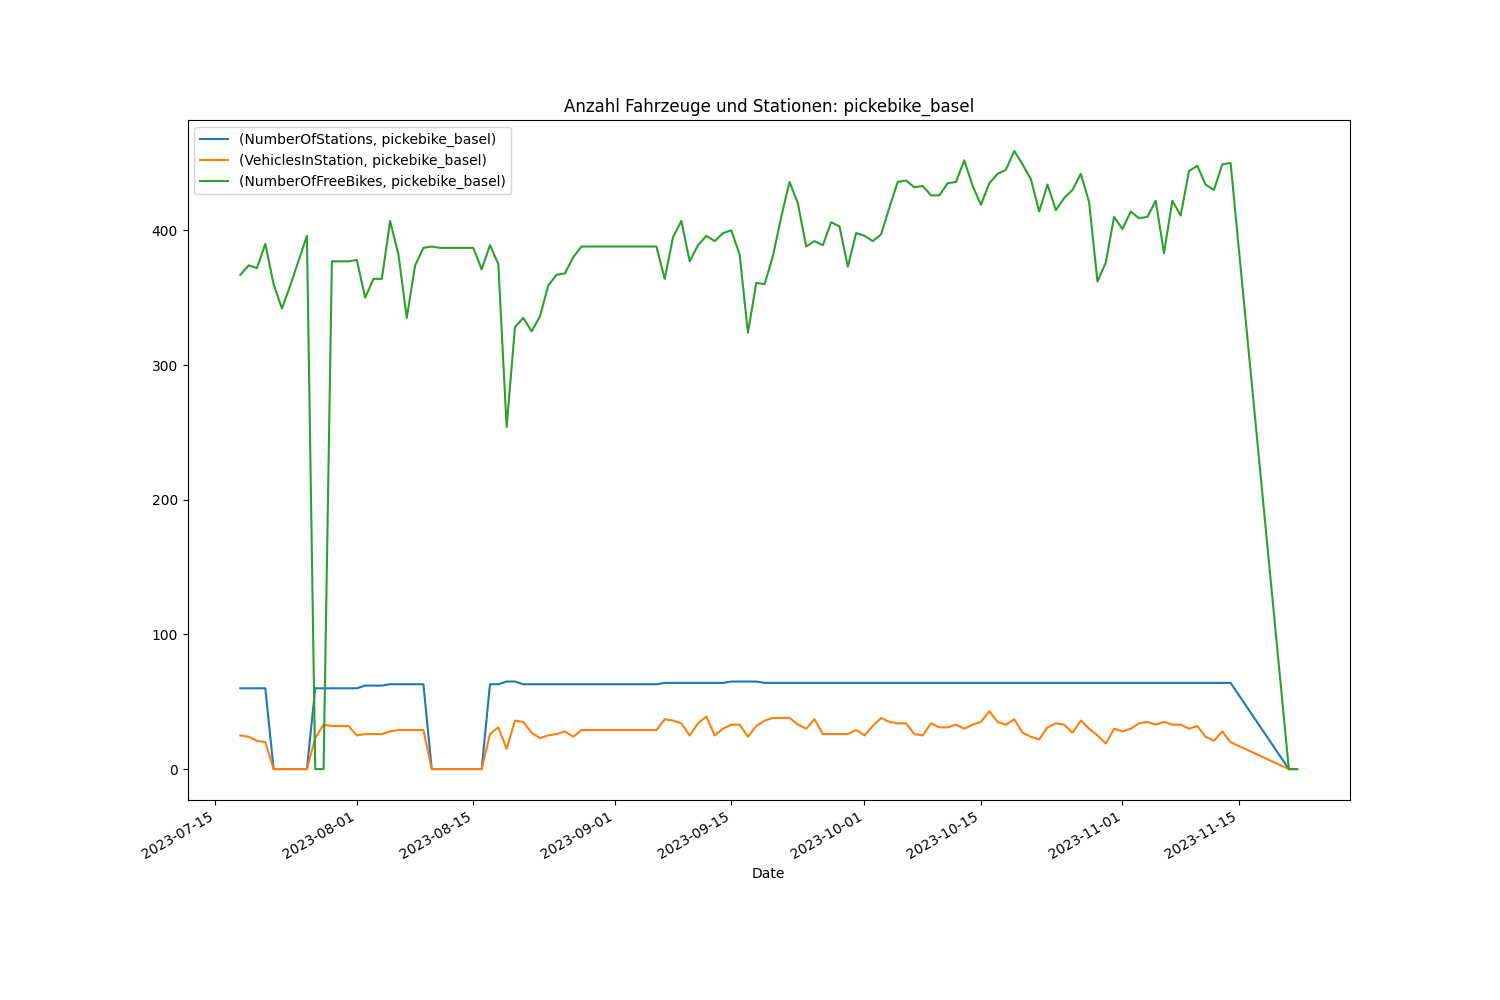 Anzahl Fahrzeuge und Stationen: pickebike_basel
(NumberOfStations, pickebike_basel)
(VehiclesInStation, pickebike_basel)
(NumberOfFreeBikes, pickebike_basel)
400
300
200
100
0
2023-07-15
2023-08-01
2023-08-15
2023-09-01
2023-09-15
2023-10-01
2023-10-15
2023-11-01
2023-11-15
Date